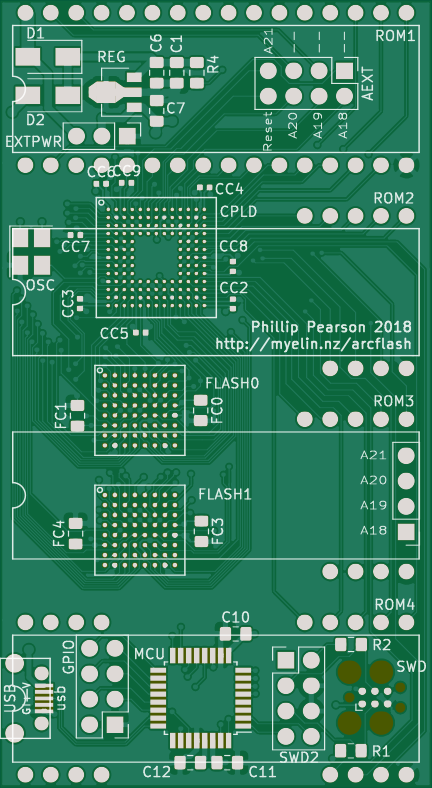 D1
C6
C1
R4
REG
A21
ROM1
AEXT
C7
D2
EXTPWR
Reset
A20
A19
A18
CC9
CC4
ROM2
CPLD
CC7
CC8
OSC
CC3
CC2
CC5
Phillip Pearson 2018
http://myelin.nz/arcflash
FLASH0
FC1
FC0
ROM3
A21
A20
A19
A18
FLASH1
FC4
FC3
ROM4
C10
GPIO
MCU
R2
SWD
USB
usb
SWD2
R1
C12
C11